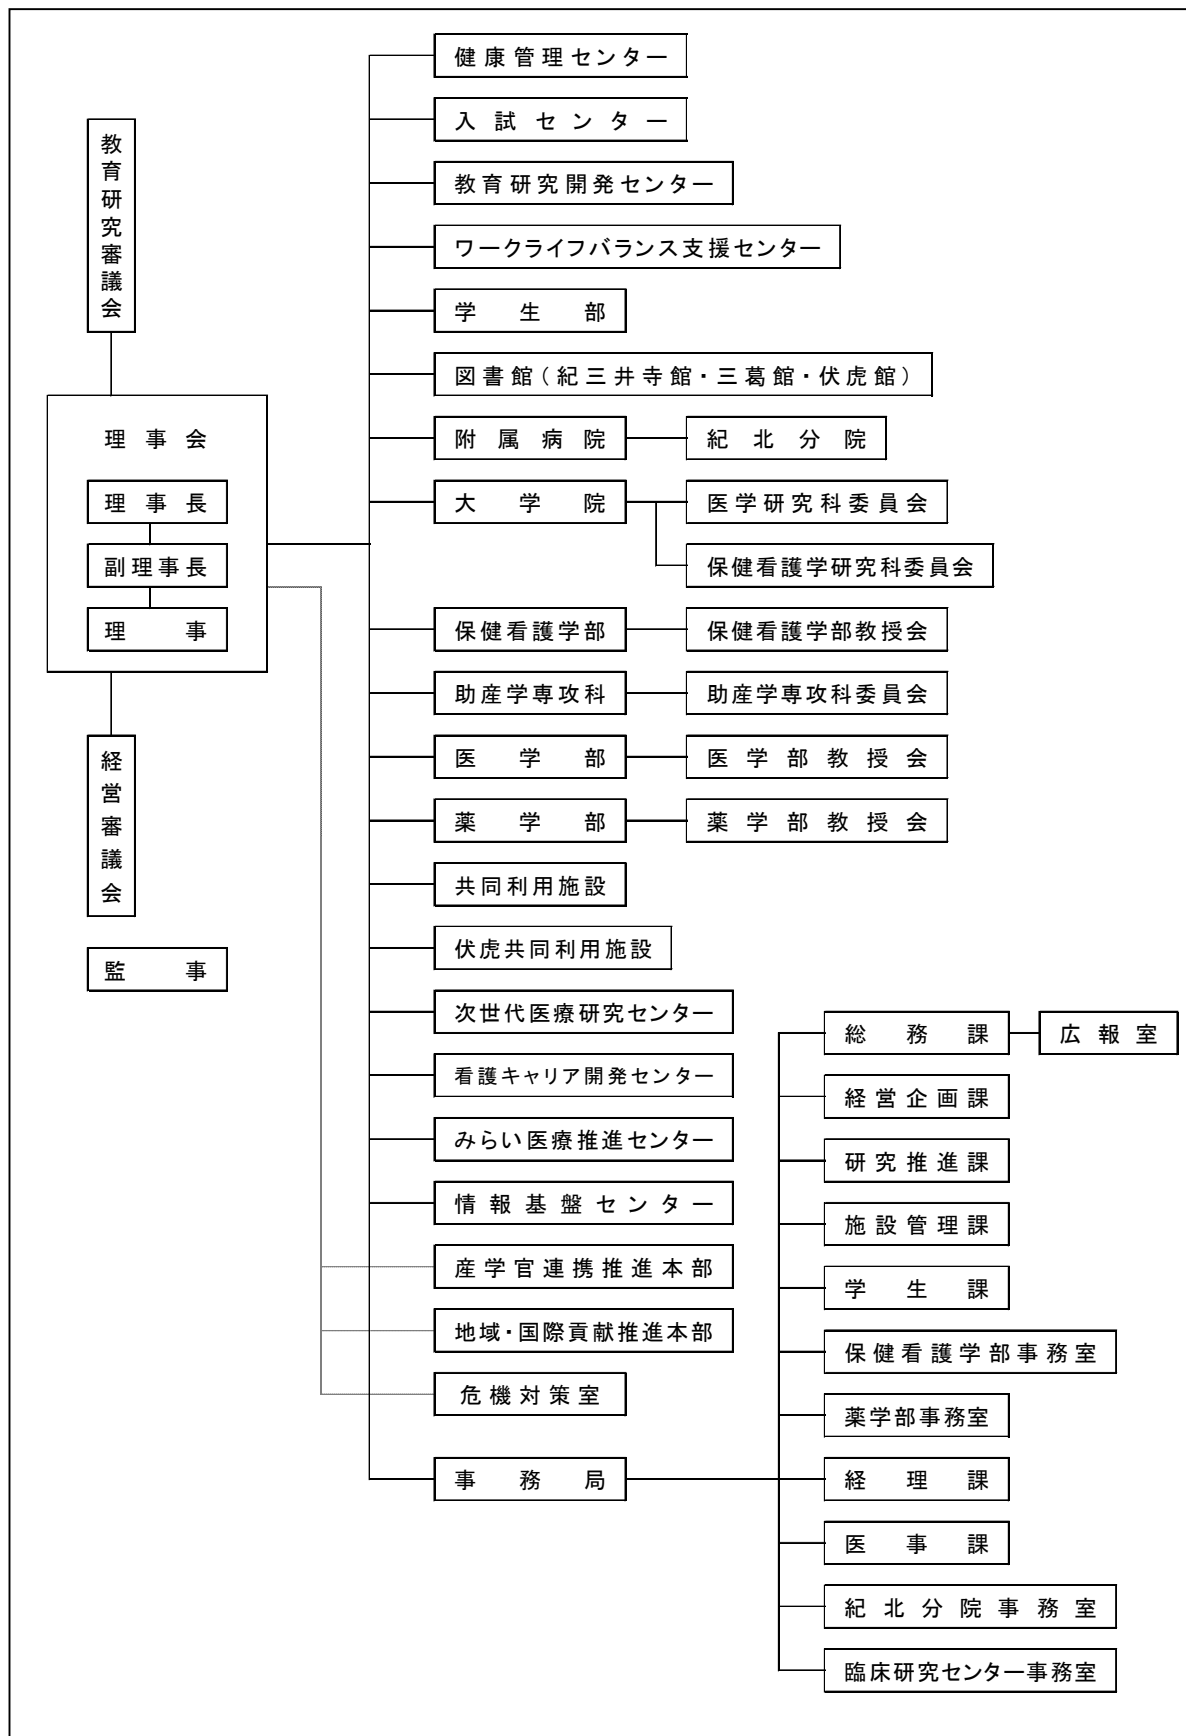 教育研究審議会
理事会
理事長
副理事長
理事
経営審議会
監事
健康管理センター
入試センター
教育研究開発センター
ワークライフバランス支援センター
学生部
図書館(紀三井寺館・三葛館・伏虎館)
附属病院
紀北分院
大学院
医学研究科委員会
保健看護学研究科委員会
保健看護学部
保健看護学部教授会
助産学専攻科
助産学専攻科委員会
医学部
医学部教授会
薬学部
薬学部教授会
共同利用施設
伏虎共同利用施設
次世代医療研究センター
看護キャリア開発センター
みらい医療推進センター
情報基盤センター
産学官連携推進本部
地域・国際貢献推進本部
危機対策室
事務局
総務課
広報室
経営企画課
研究推進課
施設管理課
学生課
保健看護学部事務室
薬学部事務室
経理課
医事課
紀北分院事務室
臨床研究センター事務室